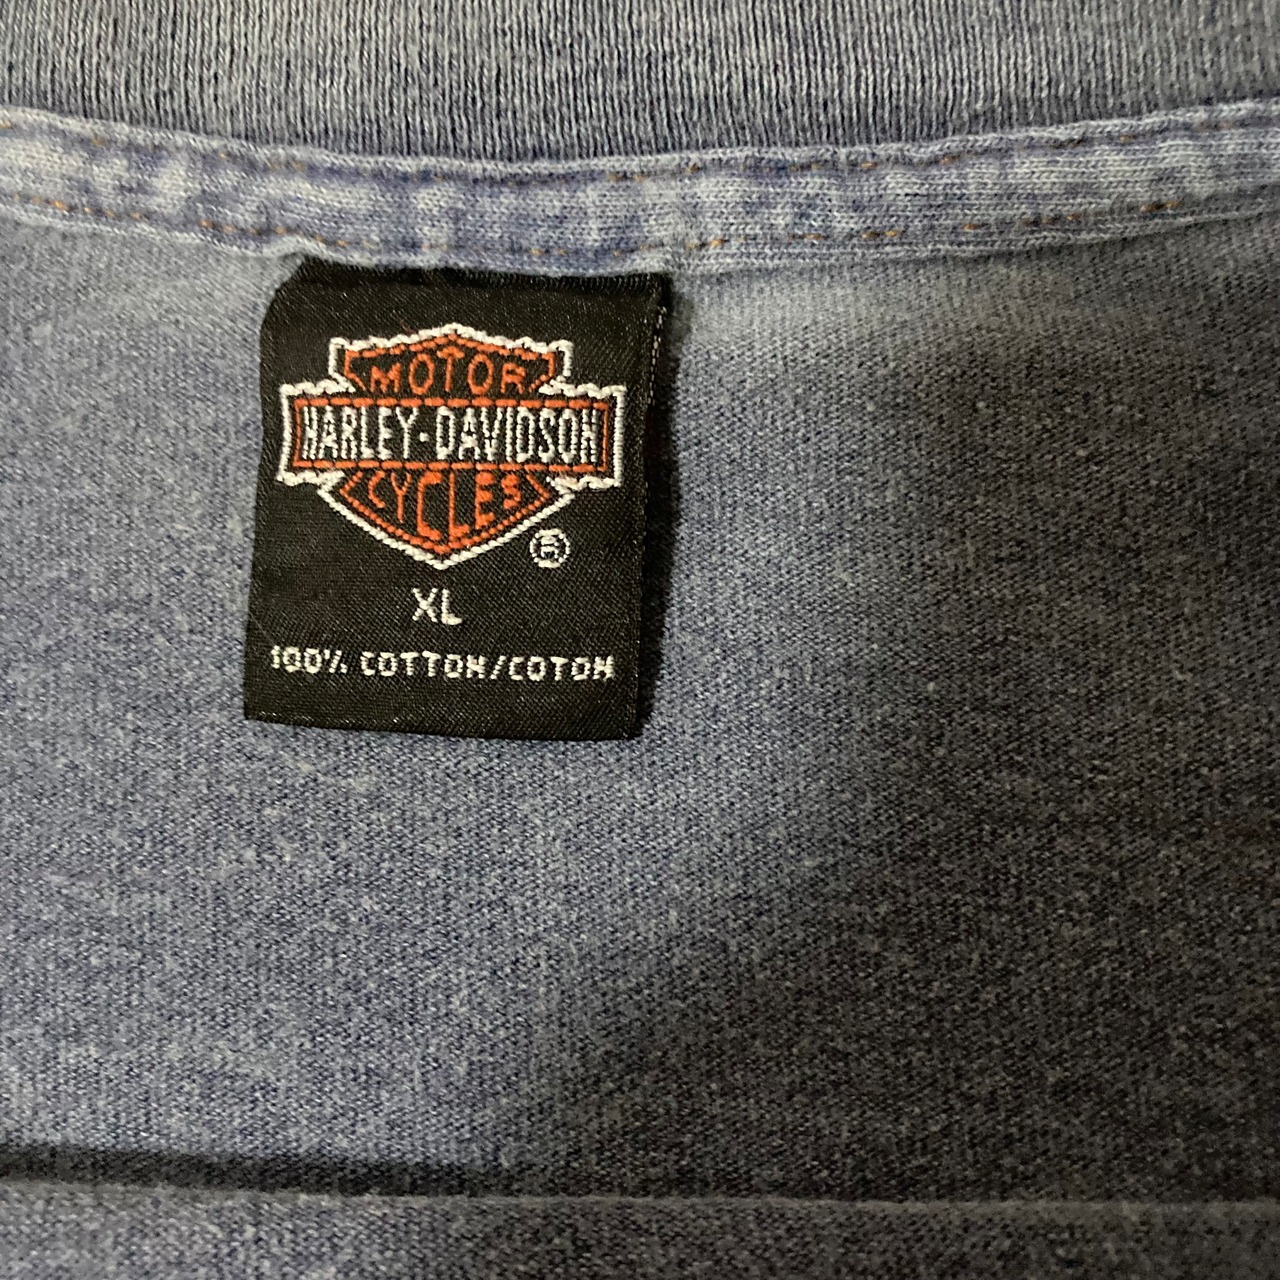 MOTOR
HARLEY-DAVIDSON
CYCLES
®
XL
100% COTTON/COTON